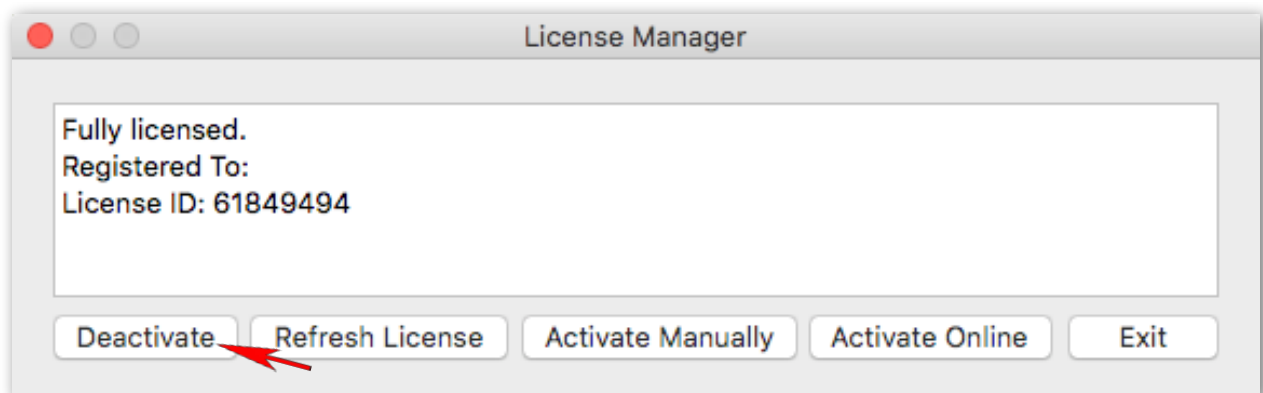 License Manager
Fully licensed.
Registered To:
License ID: 61849494
Deactivate Refresh License Activate Manually Activate Online Exit